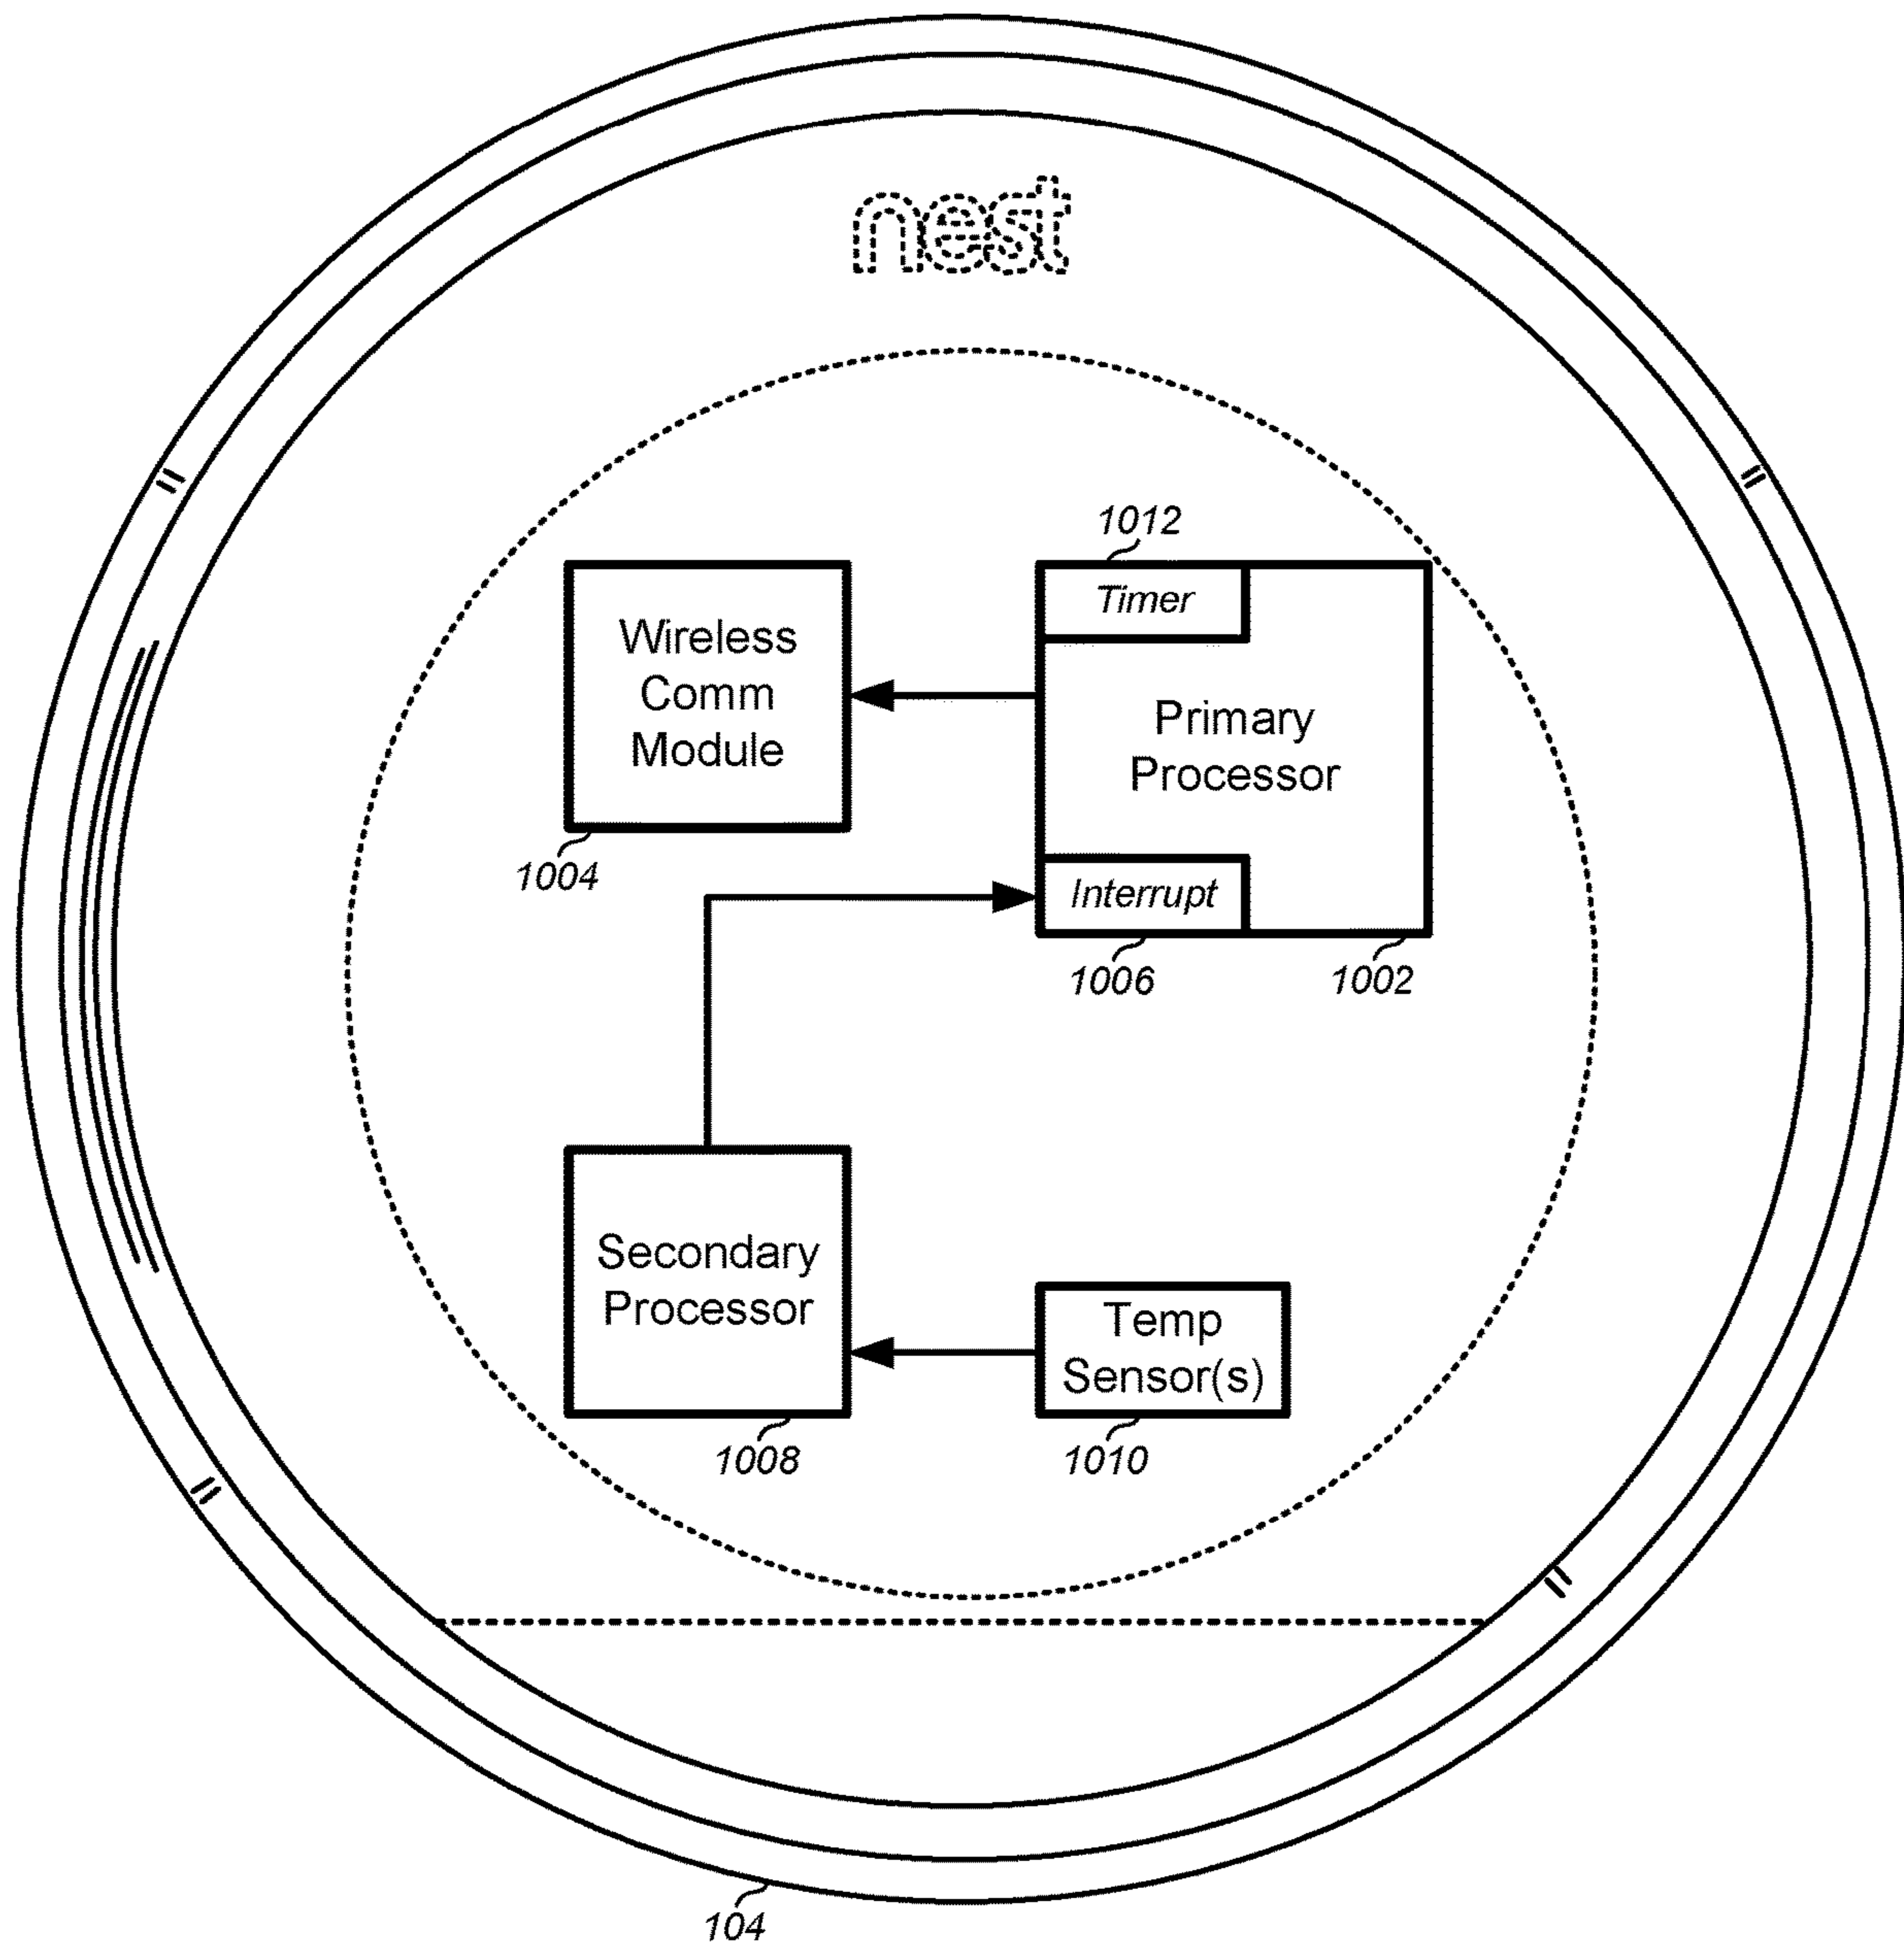 nest
1012
Timer
Wireless
Comm
Module
Primary
Processor
1004
Interrupt
1006
1002
Secondary
Processor
Temp
Sensor(s)
1008
1010
104